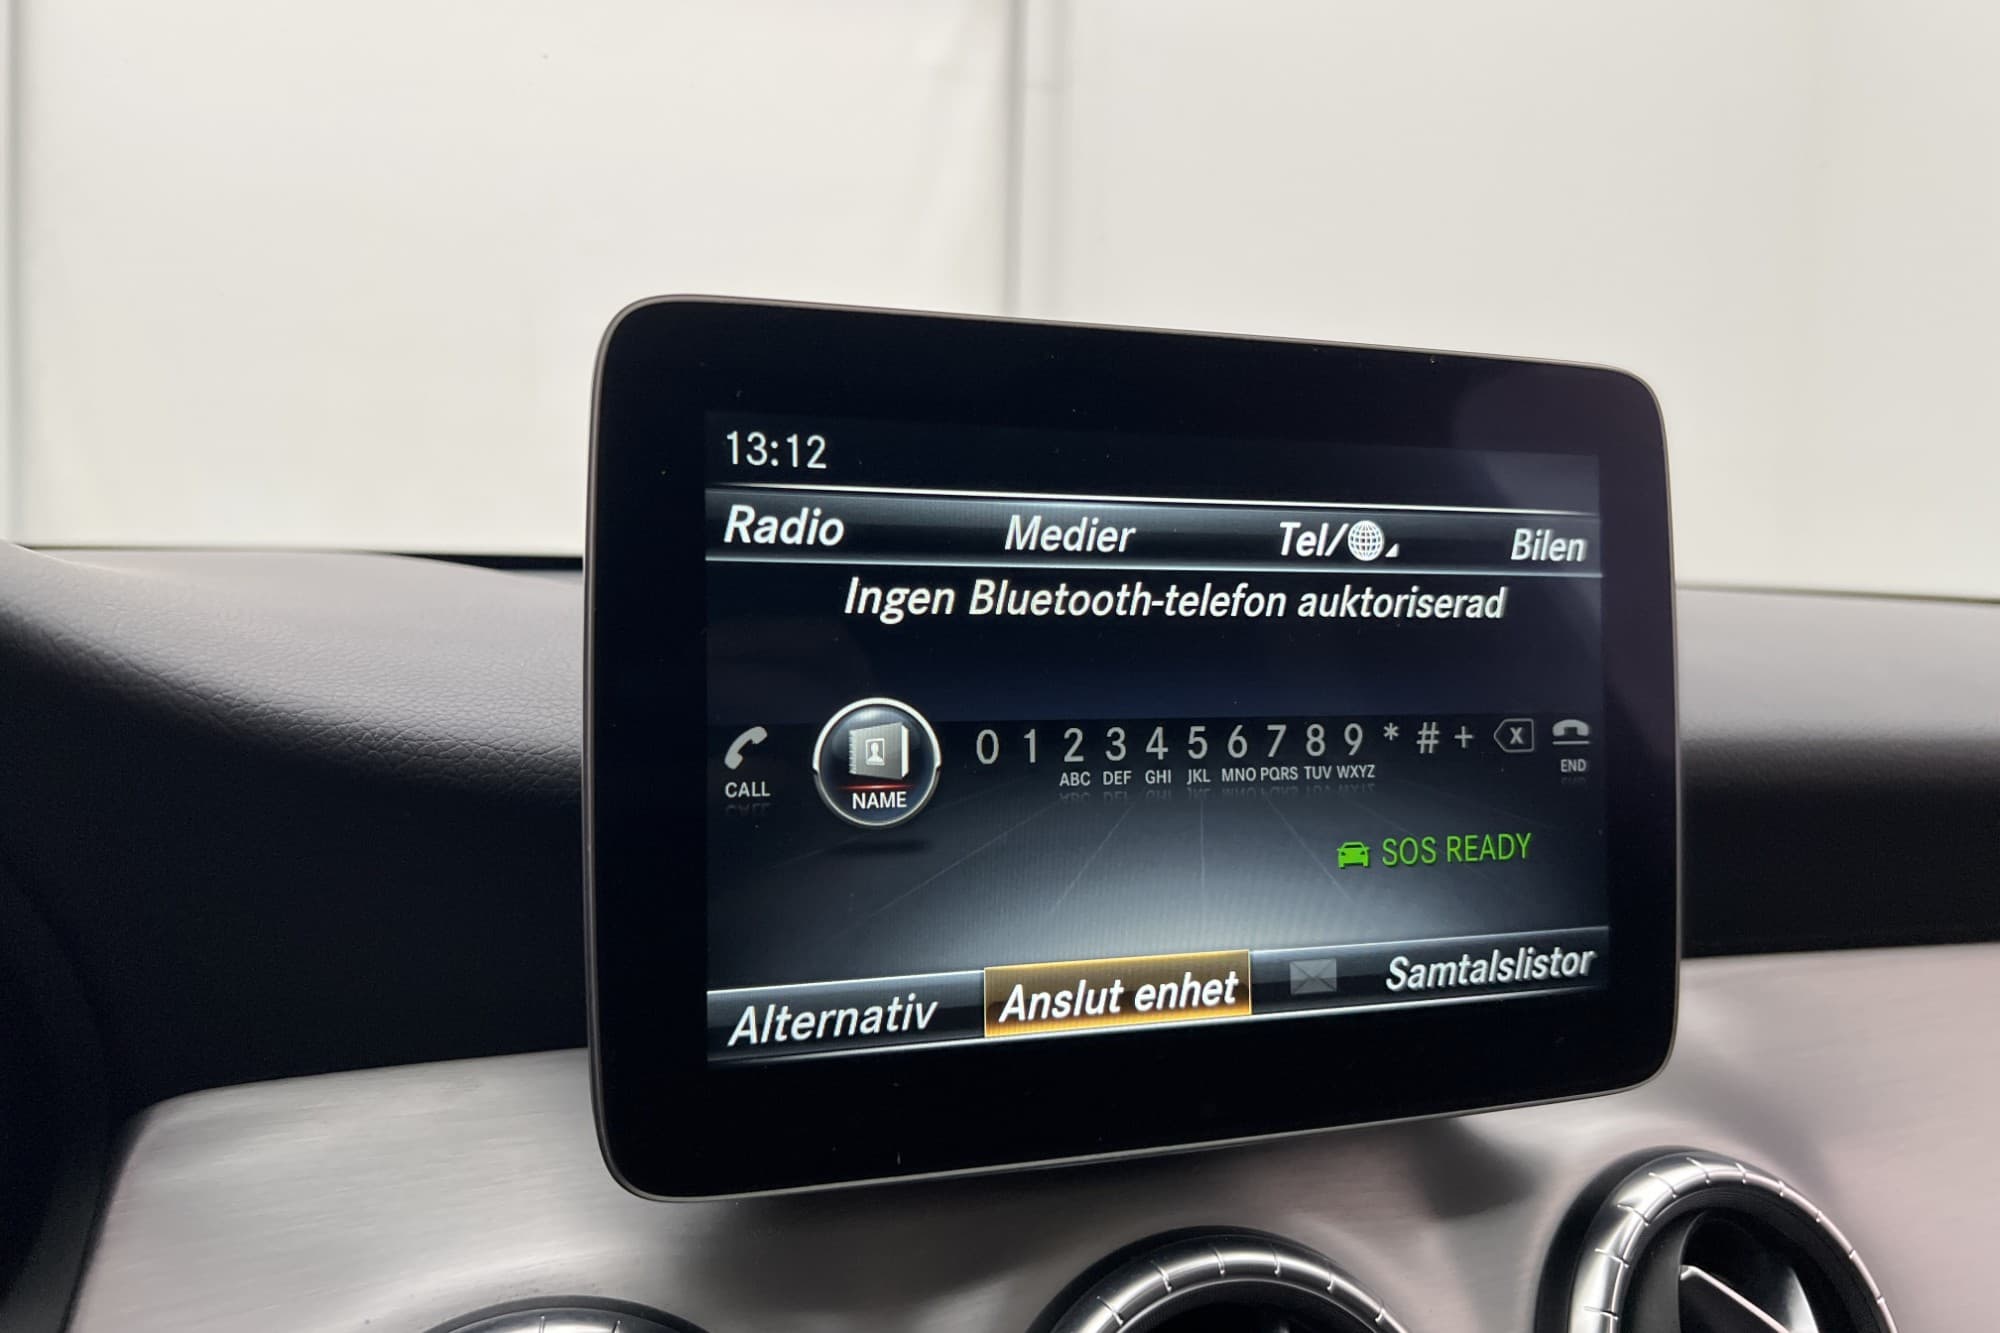 13:12
Radio Medier Tel/ Bilen
Ingen Bluetooth-telefon auktoriserad
0 1 2 3 4 5 6 7 8 9 * # + X
CALL NAME ABC DEF GHI JKL MNO PQRS TUV WXYZ END
SOS READY
Alternativ Anslut enhet Samtalslistor